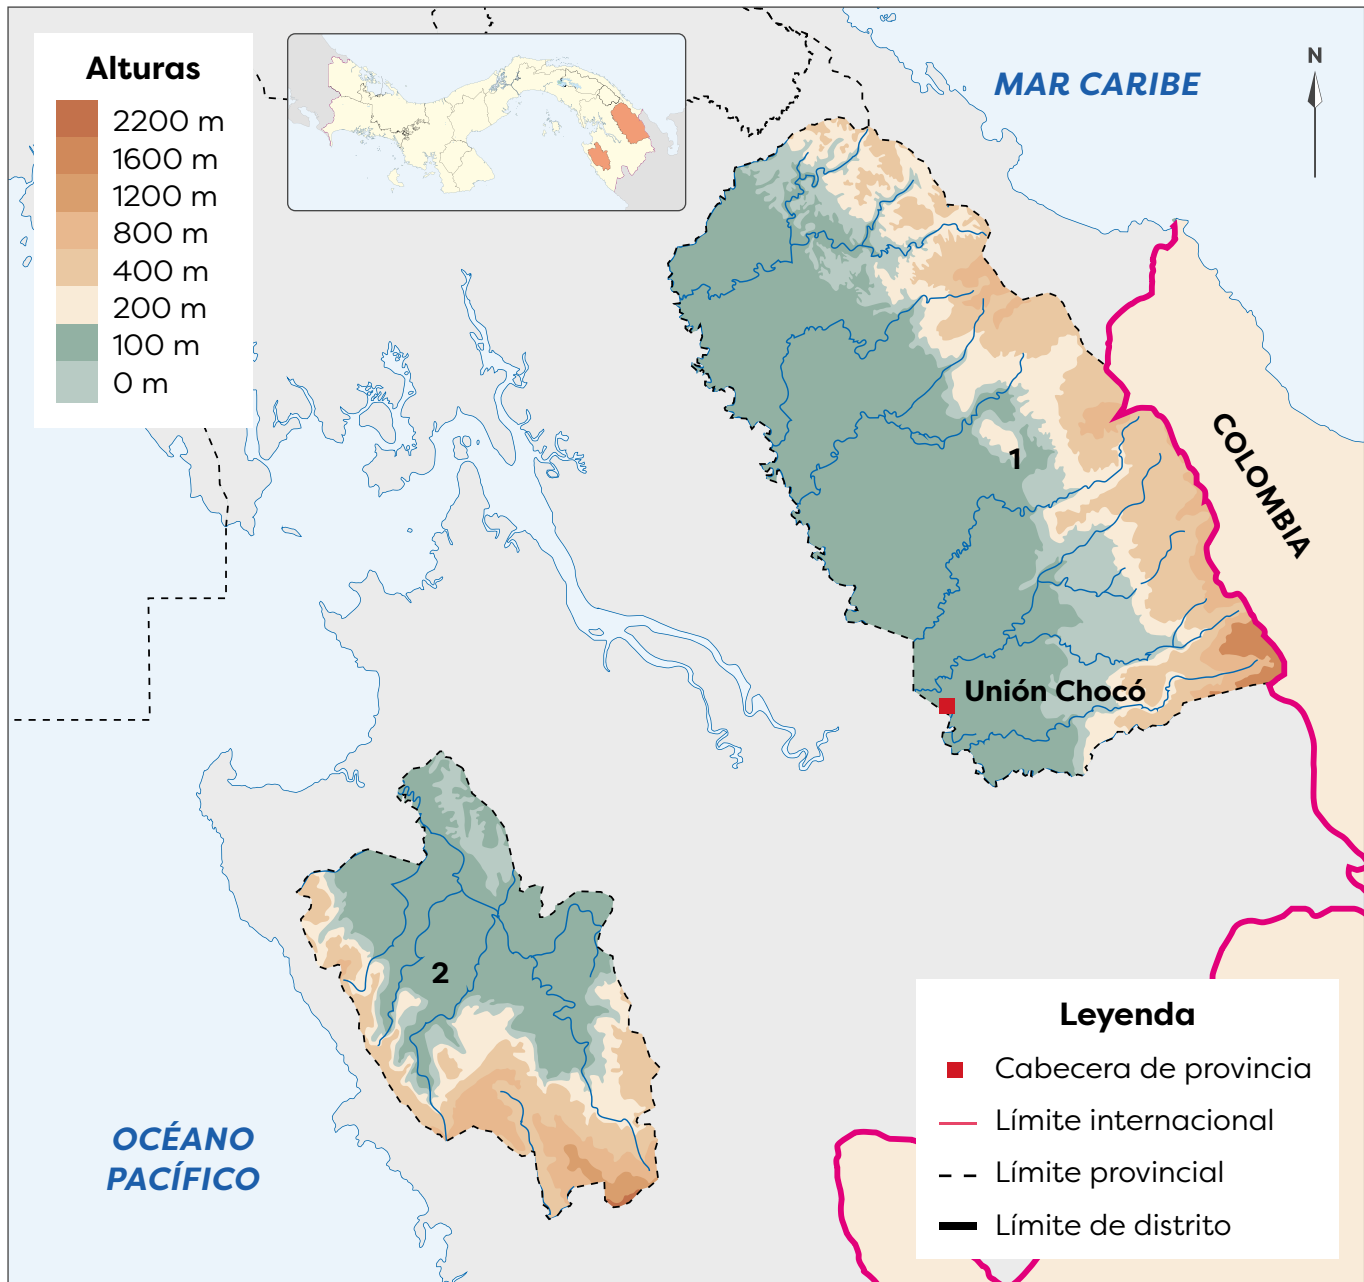 Alturas
2200 m
1600 m
1200 m
800 m
400 m
200 m
100 m
0 m
MAR CARIBE
N
COLOMBIA
1
Unión Chocó
2
OCÉANO
PACÍFICO
Leyenda
Cabecera de provincia
Límite internacional
Límite provincial
Límite de distrito